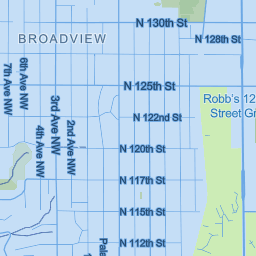 N 130th St
BROADVIEW
N 128th St
7th Ave NW
6th Ave NW
3rd Ave NW
4th Ave NW
2nd Ave NW
N 125th St
Robb's 12
Street Gr
N 122nd St
N 120th St
N 117th St
N 115th St
Pala
N 112th St